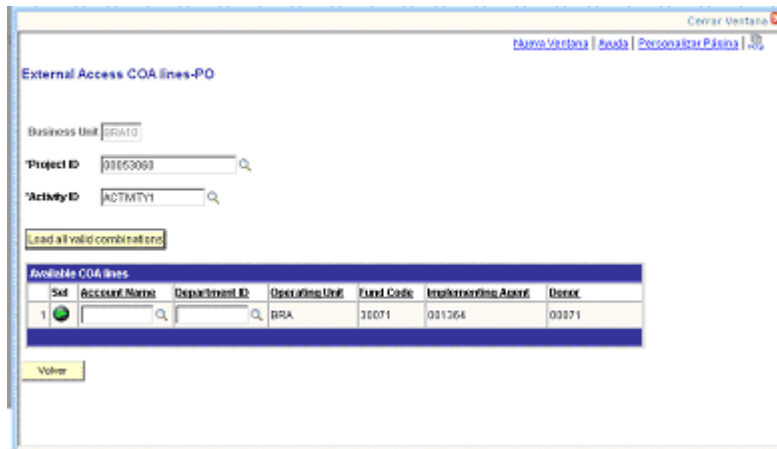 Cerrar Ventana
Nueva Ventana | Ayuda | Personalizar Página |
External Access COA lines-PO
Business Unit BRA10
*Project ID 00053060
*Activity ID ACTIVITY1
Load all valid combinations
Available COA lines
Sel Account Name Department ID Operating Unit Fund Code Implementing Agent Donor
1 BRA 30071 001364 00071
Volver